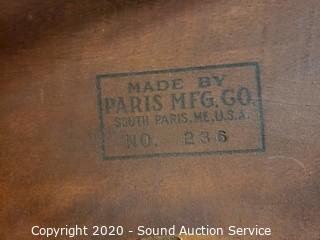 MADE BY
PARIS MFG. CO.
SOUTH PARIS, ME, U.S.A.
NO. 236
Copyright 2020 - Sound Auction Service